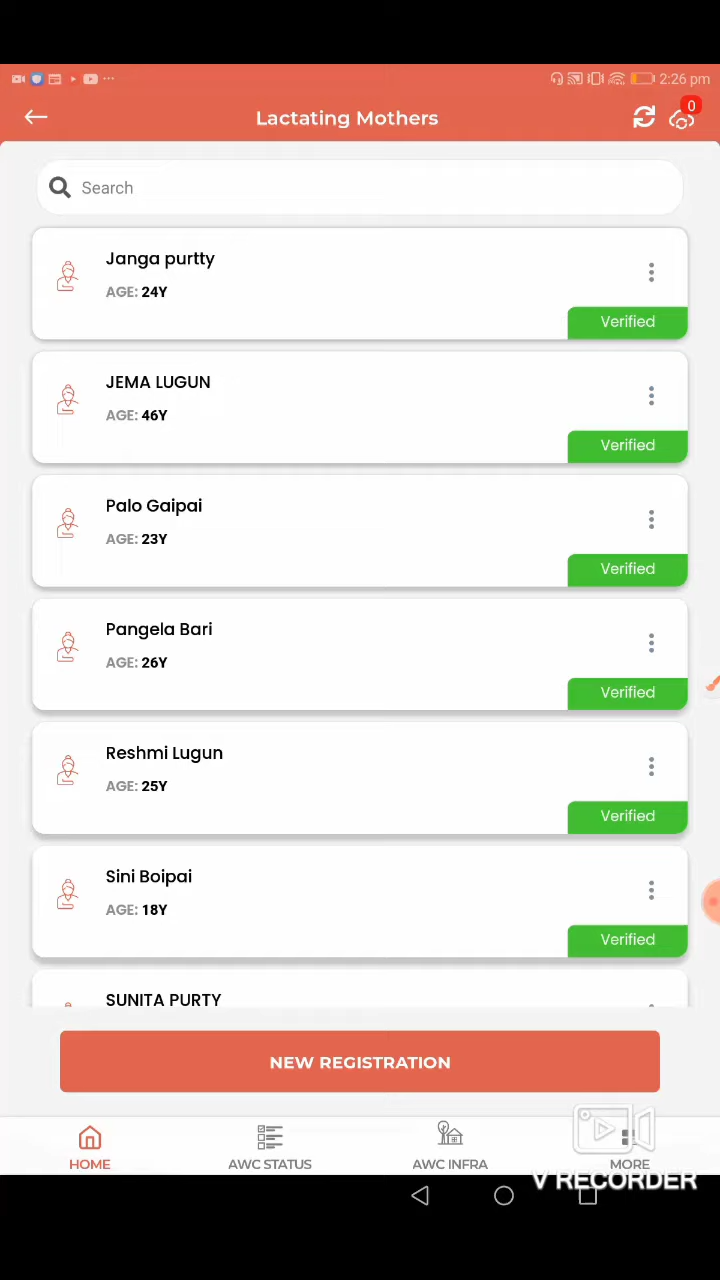 2:26 pm
Lactating Mothers
0
Search
Janga purtty
AGE: 24Y
Verified
JEMA LUGUN
AGE: 46Y
Verified
Palo Gaipai
AGE: 23Y
Verified
Pangela Bari
AGE: 26Y
Verified
Reshmi Lugun
AGE: 25Y
Verified
Sini Boipai
AGE: 18Y
Verified
SUNITA PURTY
NEW REGISTRATION
HOME
AWC STATUS
AWC INFRA
MORE
V RECORDER